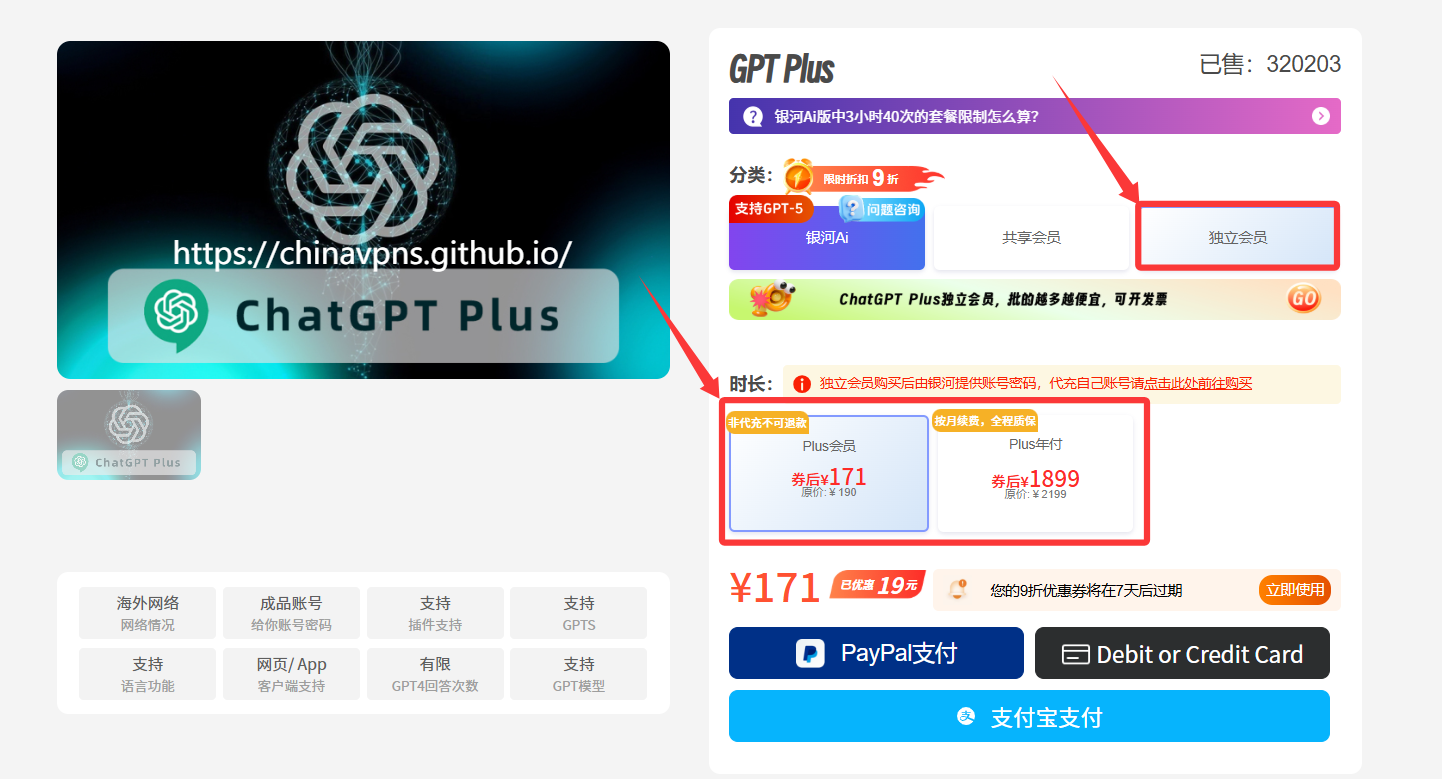 https://chinavpns.github.io/
ChatGPT Plus
ChatGPT Plus
海外网络
网络情况
成品账号
给你账号密码
支持
插件支持
支持
GPTS
支持
语言功能
网页/ App
客户端支持
有限
GPT4回答次数
支持
GPT模型
GPT Plus
已售：320203
银河Ai版中3小时40次的套餐限制怎么算？
分类：
限时折扣 9 折
支持GPT-5
问题咨询
银河Ai
共享会员
独立会员
ChatGPT Plus独立会员，批的越多越便宜，可开发票
GO
时长：
独立会员购买后由银河提供账号密码，代充自己账号请点击此处前往购买
非代充不可退款
Plus会员
券后¥171
原价: ¥ 190
按月续费，全程质保
Plus年付
券后¥1899
原价: ¥ 2199
¥171
已优惠 19元
您的9折优惠券将在7天后过期
立即使用
PayPal支付
Debit or Credit Card
支付宝支付